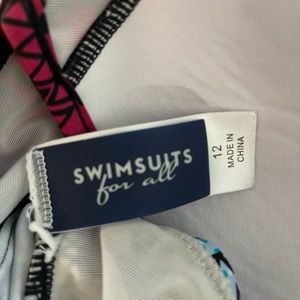 SWIMSUITS
for all
12
MADE IN
CHINA